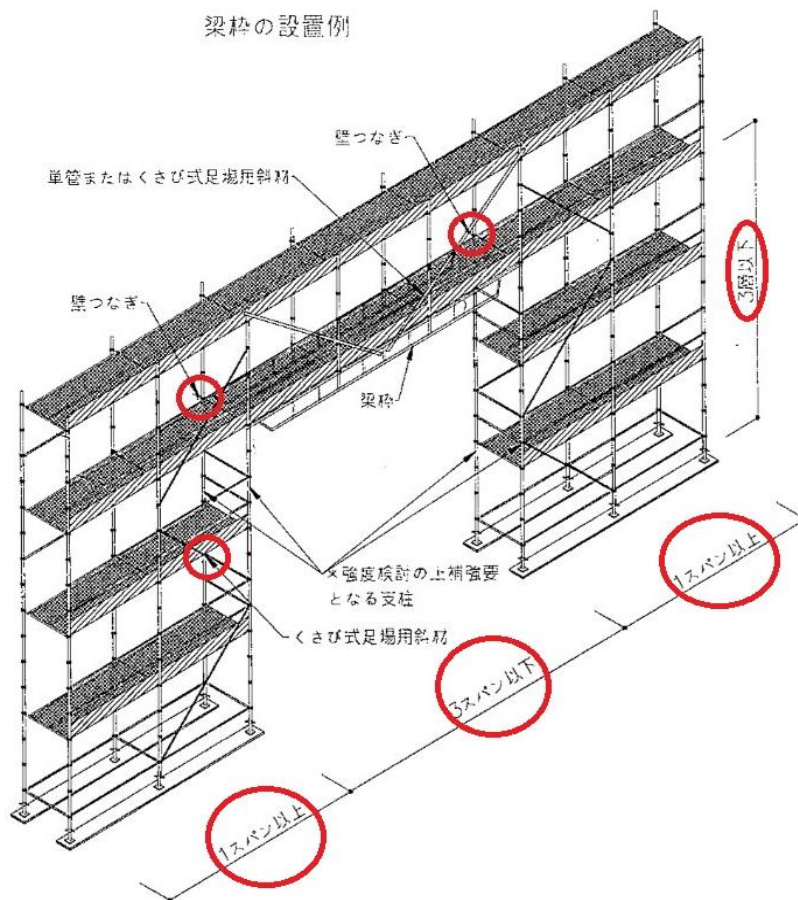 梁枠の設置例
壁つなぎ
単管またはくさび式足場用斜材
3層以下
壁つなぎ
梁枠
※強度検討の上補強要
となる支柱
1スパン以上
くさび式足場用斜材
3スパン以下
1スパン以上